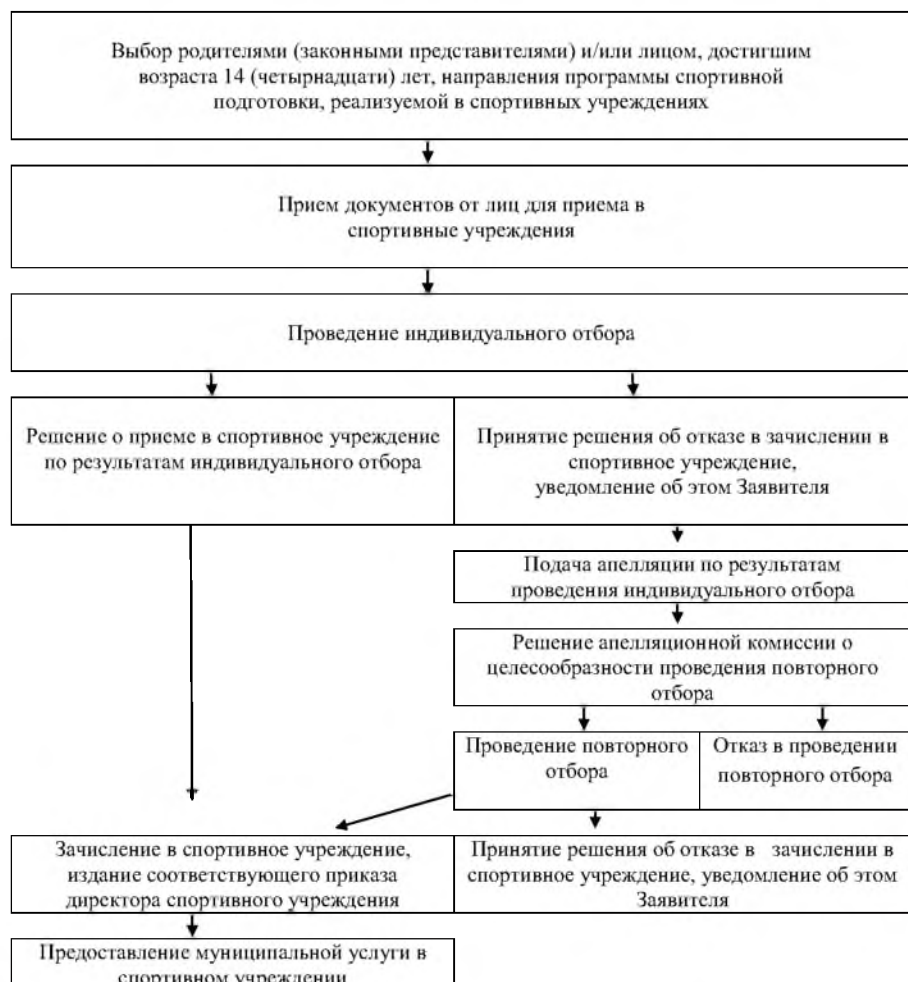 Выбор родителями (законными представителями) и/или лицом, достигшим
возраста 14 (четырнадцати) лет, направления программы спортивной
подготовки, реализуемой в спортивных учреждениях
Прием документов от лиц для приема в
спортивные учреждения
Проведение индивидуального отбора
Решение о приеме в спортивное учреждение
по результатам индивидуального отбора
Принятие решения об отказе в зачислении в
спортивное учреждение,
уведомление об этом Заявителя
Подача апелляции по результатам
проведения индивидуального отбора
Решение апелляционной комиссии о
целесообразности проведения повторного
отбора
Проведение повторного
отбора
Отказ в проведении
повторного отбора
Зачисление в спортивное учреждение,
издание соответствующего приказа
директора спортивного учреждения
Принятие решения об отказе в зачислении в
спортивное учреждение, уведомление об этом
Заявителя
Предоставление муниципальной услуги в
спортивном учреждении